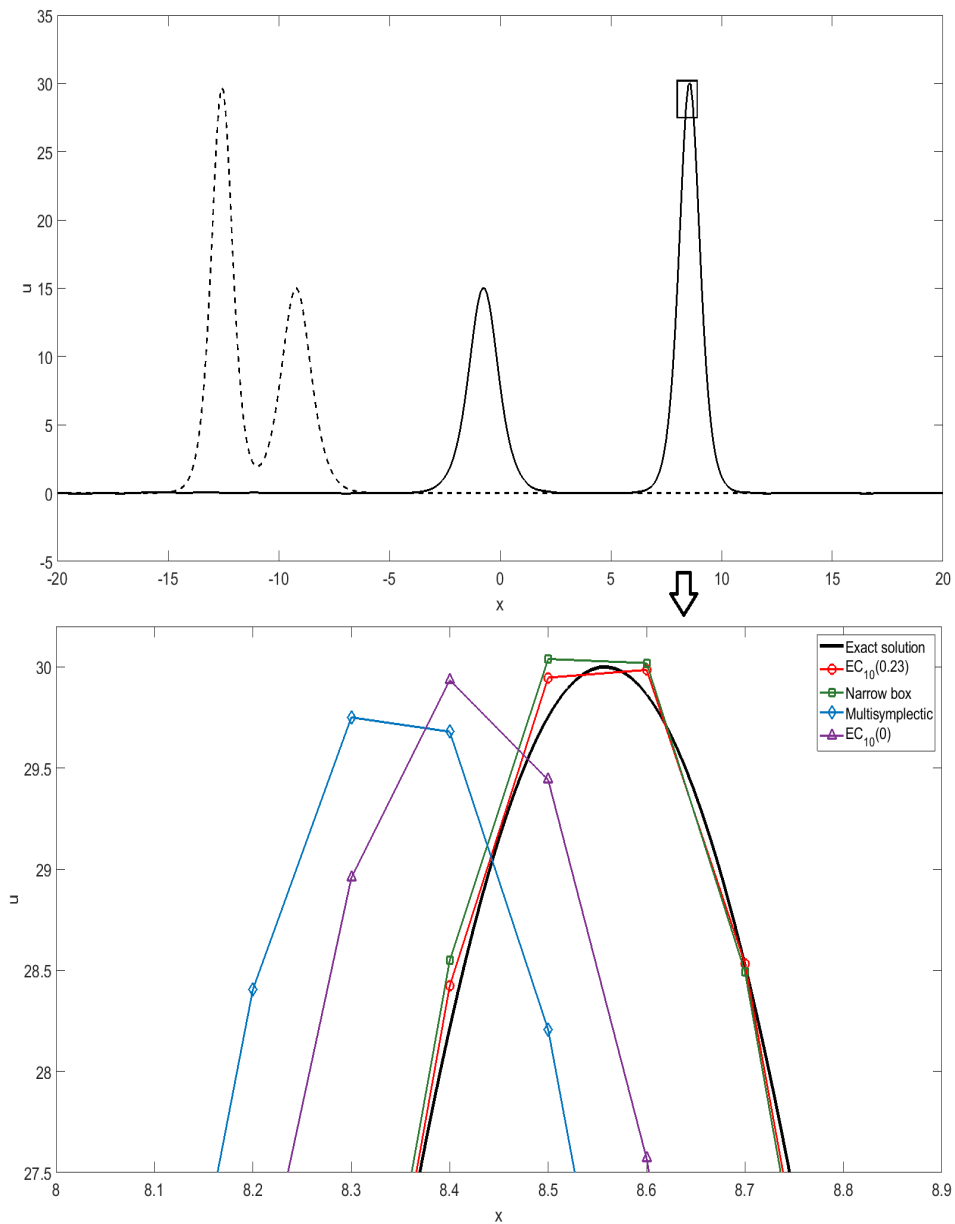 35
30
25
20
15
10
5
0
-5
u
-20 -15 -10 -5 0 5 10 15 20
x
30
29.5
29
28.5
28
27.5
u
Exact solution
EC10(0.23)
Narrow box
Multisymplectic
EC10(0)
8 8.1 8.2 8.3 8.4 8.5 8.6 8.7 8.8 8.9
x